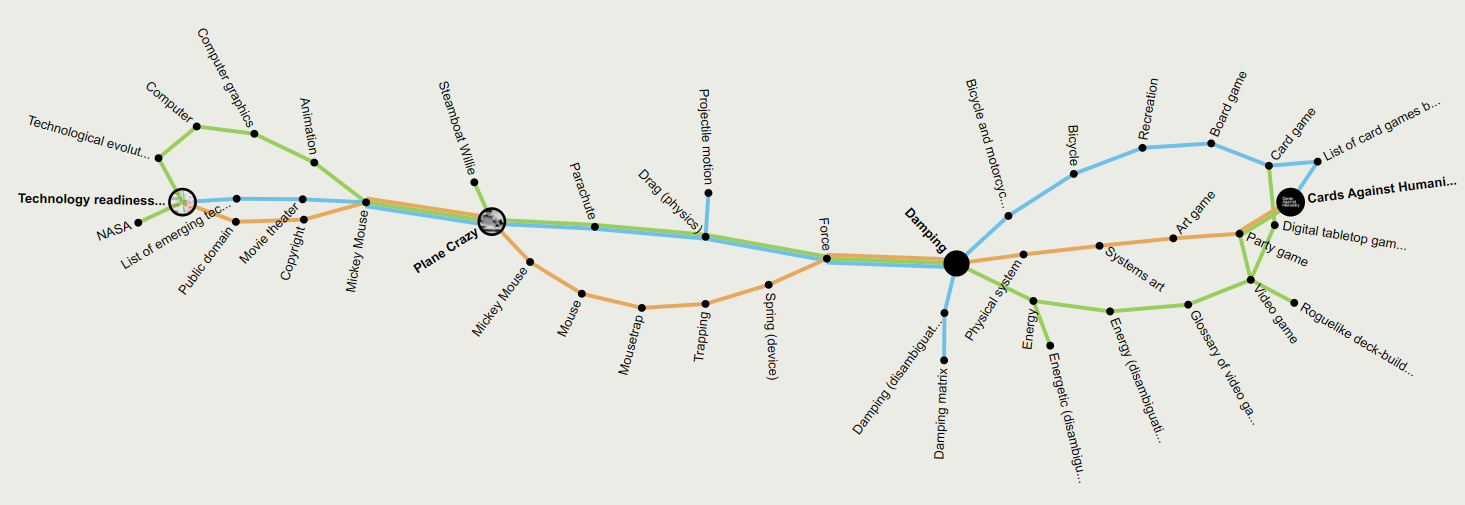 Computer graphics
Computer
Animation
Technological evolut...
Technology readiness...
NASA
List of emerging tec...
Public domain
Movie theater
Copyright
Mickey Mouse
Steamboat Willie
Plane Crazy
Mickey Mouse
Mouse
Mousetrap
Trapping
Spring (device)
Parachute
Projectile motion
Drag (physics)
Force
Damping
Damping (disambiguat...
Damping matrix
Bicycle and motorcyc...
Bicycle
Recreation
Board game
Card game
List of card games b...
Cards Against Humani...
Digital tabletop gam...
Party game
Art game
Systems art
Physical system
Energy
Energetic (disambigu...
Energy (disambiguati...
Glossary of video ga...
Video game
Roguelike deck-build...